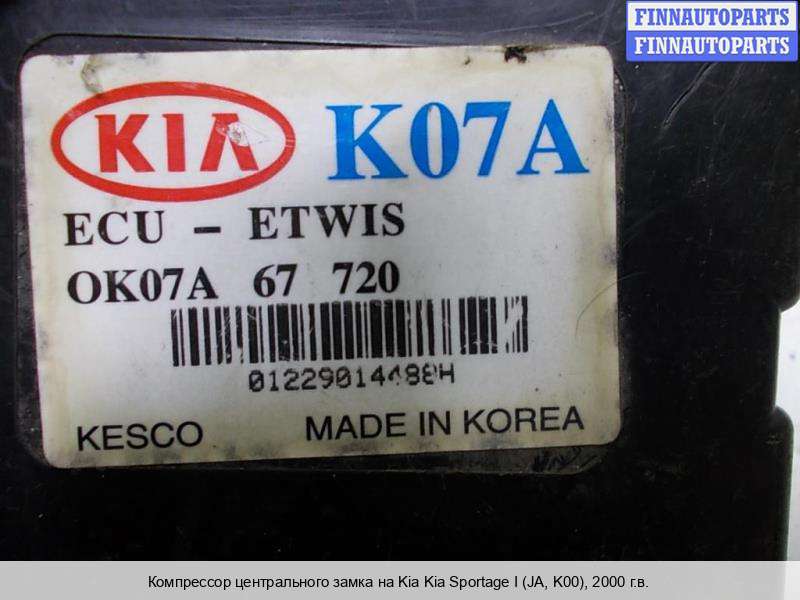 FINNAUTOPARTS
FINNAUTOPARTS
KIA K07A
ECU - ETWIS
OK07A 67 720
01229014488H
KESCO MADE IN KOREA
Компрессор центрального замка на Kia Kia Sportage I (JA, K00), 2000 г.в.